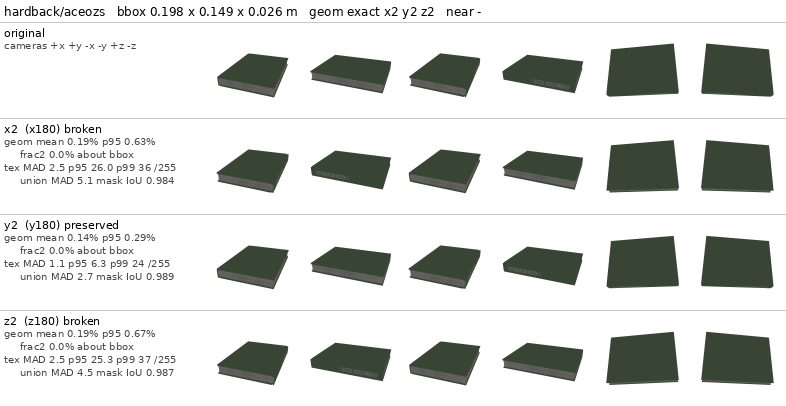 hardback/aceozs bbox 0.198 x 0.149 x 0.026 m geom exact x2 y2 z2 near -
original
cameras +x +y -x -y +z -z
x2 (x180) broken
geom mean 0.19% p95 0.63%
frac2 0.0% about bbox
tex MAD 2.5 p95 26.0 p99 36 /255
union MAD 5.1 mask IoU 0.984
y2 (y180) preserved
geom mean 0.14% p95 0.29%
frac2 0.0% about bbox
tex MAD 1.1 p95 6.3 p99 24 /255
union MAD 2.7 mask IoU 0.989
z2 (z180) broken
geom mean 0.19% p95 0.67%
frac2 0.0% about bbox
tex MAD 2.5 p95 25.3 p99 37 /255
union MAD 4.5 mask IoU 0.987